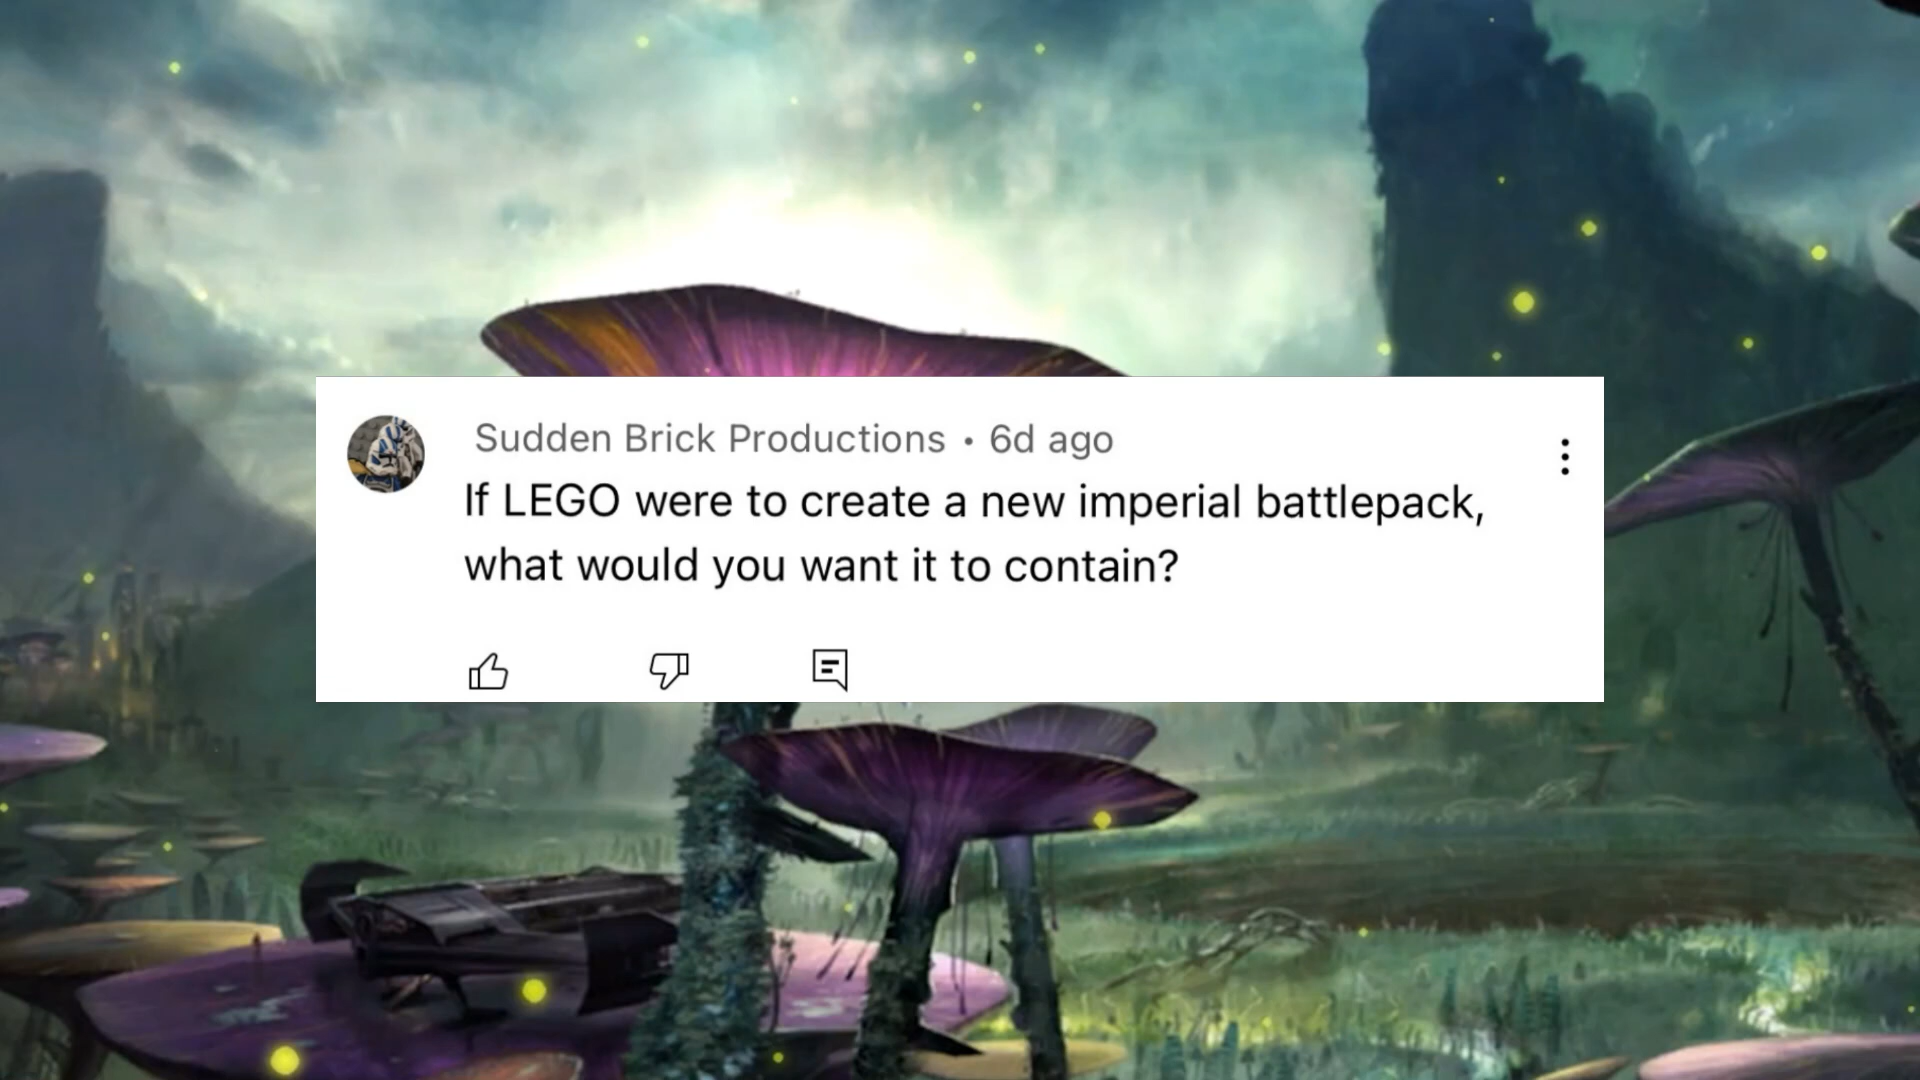 Sudden Brick Productions • 6d ago
If LEGO were to create a new imperial battlepack,
what would you want it to contain?